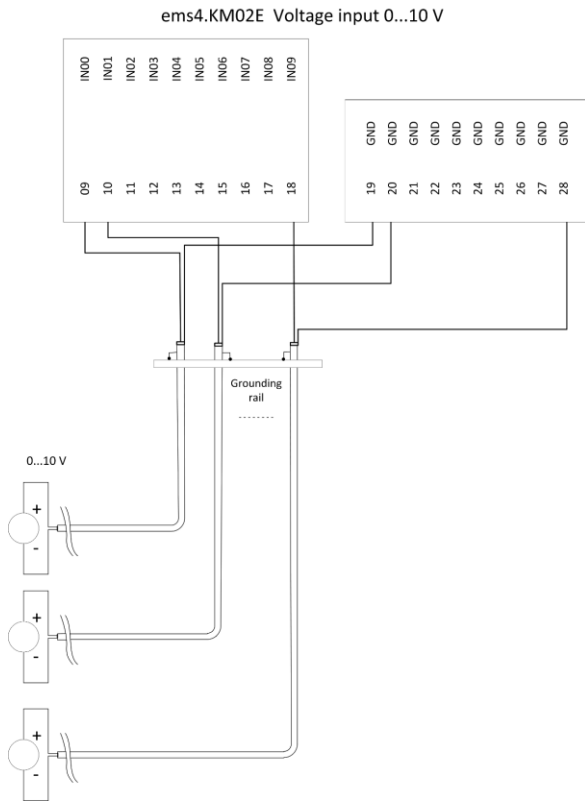 ems4.KM02E Voltage input 0...10 V
IN00 IN01 IN02 IN03 IN04 IN05 IN06 IN07 IN08 IN09
09 10 11 12 13 14 15 16 17 18
GND GND GND GND GND GND GND GND GND
19 20 21 22 23 24 25 26 27 28
Grounding
rail
0...10 V
+
-
+
-
+
-